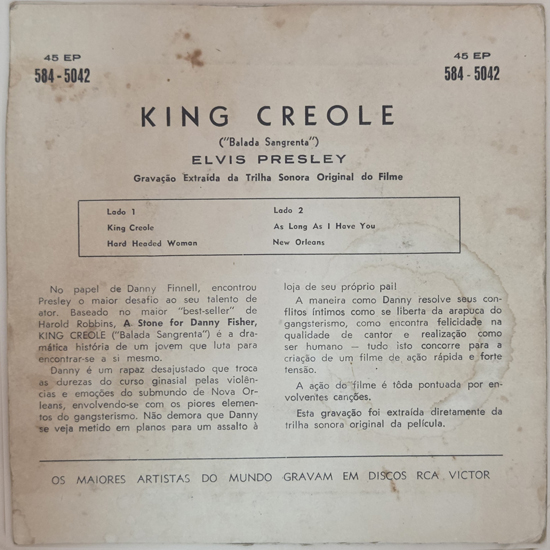 45 EP
584-5042
45 EP
584-5042
KING CREOLE
("Balada Sangrenta")
ELVIS PRESLEY
Gravação Extraída da Trilha Sonora Original do Filme
Lado 1
King Creole
Hard Headed Woman
Lado 2
As Long As I Have You
New Orleans
No papel de Danny Finnell, encontrou
Presley o maior desafio ao seu talento de
ator. Baseado no maior "best-seller" de
Harold Robbins, A Stone for Danny Fisher,
KING CREOLE ("Balada Sangrenta") é a dra-
mática história de um jovem que luta para
encontrar-se a si mesmo.
Danny é um rapaz desajustado que troca
as durezas do curso ginasial pelas violên-
cias e emoções do submundo de Nova Or-
leans, envolvendo-se com os piores elemen-
tos do gangsterismo. Não demora que Danny
se veja metido em planos para um assalto à
loja de seu próprio pai!
A maneira como Danny resolve seus con-
flitos íntimos como se liberta da arapuca do
gangsterismo, como encontra felicidade na
qualidade de cantor e realização como
ser humano — tudo isto concorre para a
criação de um filme de ação rápida e forte
tensão.
A ação do filme é tôda pontuada por en-
volventes canções.
Esta gravação foi extraída diretamente da
trilha sonora original da película.
OS MAIORES ARTISTAS DO MUNDO GRAVAM EM DISCOS RCA VICTOR